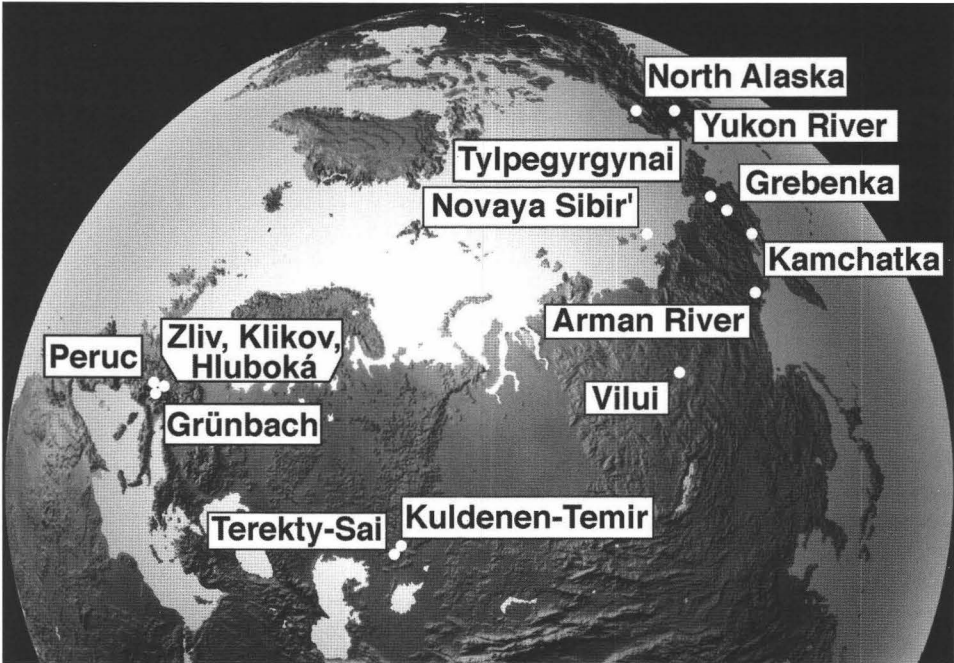 North Alaska
Yukon River
Tylpegyrgynai
Grebenka
Novaya Sibir'
Kamchatka
Arman River
Zliv, Klikov,
Hluboká
Peruc
Vilui
Grünbach
Kuldenen-Temir
Terekty-Sai